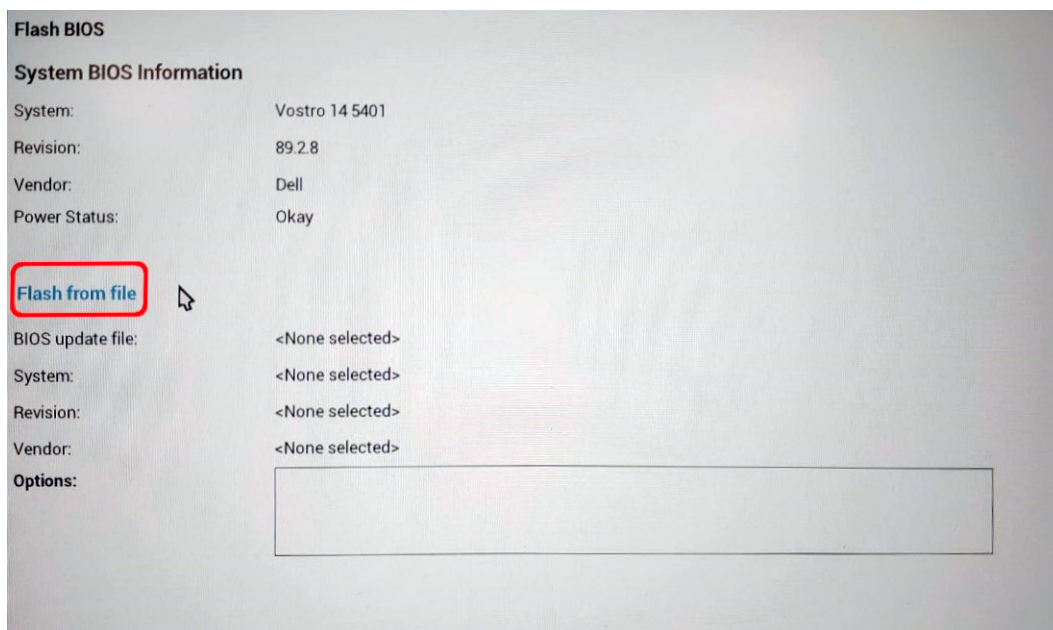 Flash BIOS
System BIOS Information
System: Vostro 14 5401
Revision: 89.2.8
Vendor: Dell
Power Status: Okay
Flash from file
BIOS update file: <None selected>
System: <None selected>
Revision: <None selected>
Vendor: <None selected>
Options: